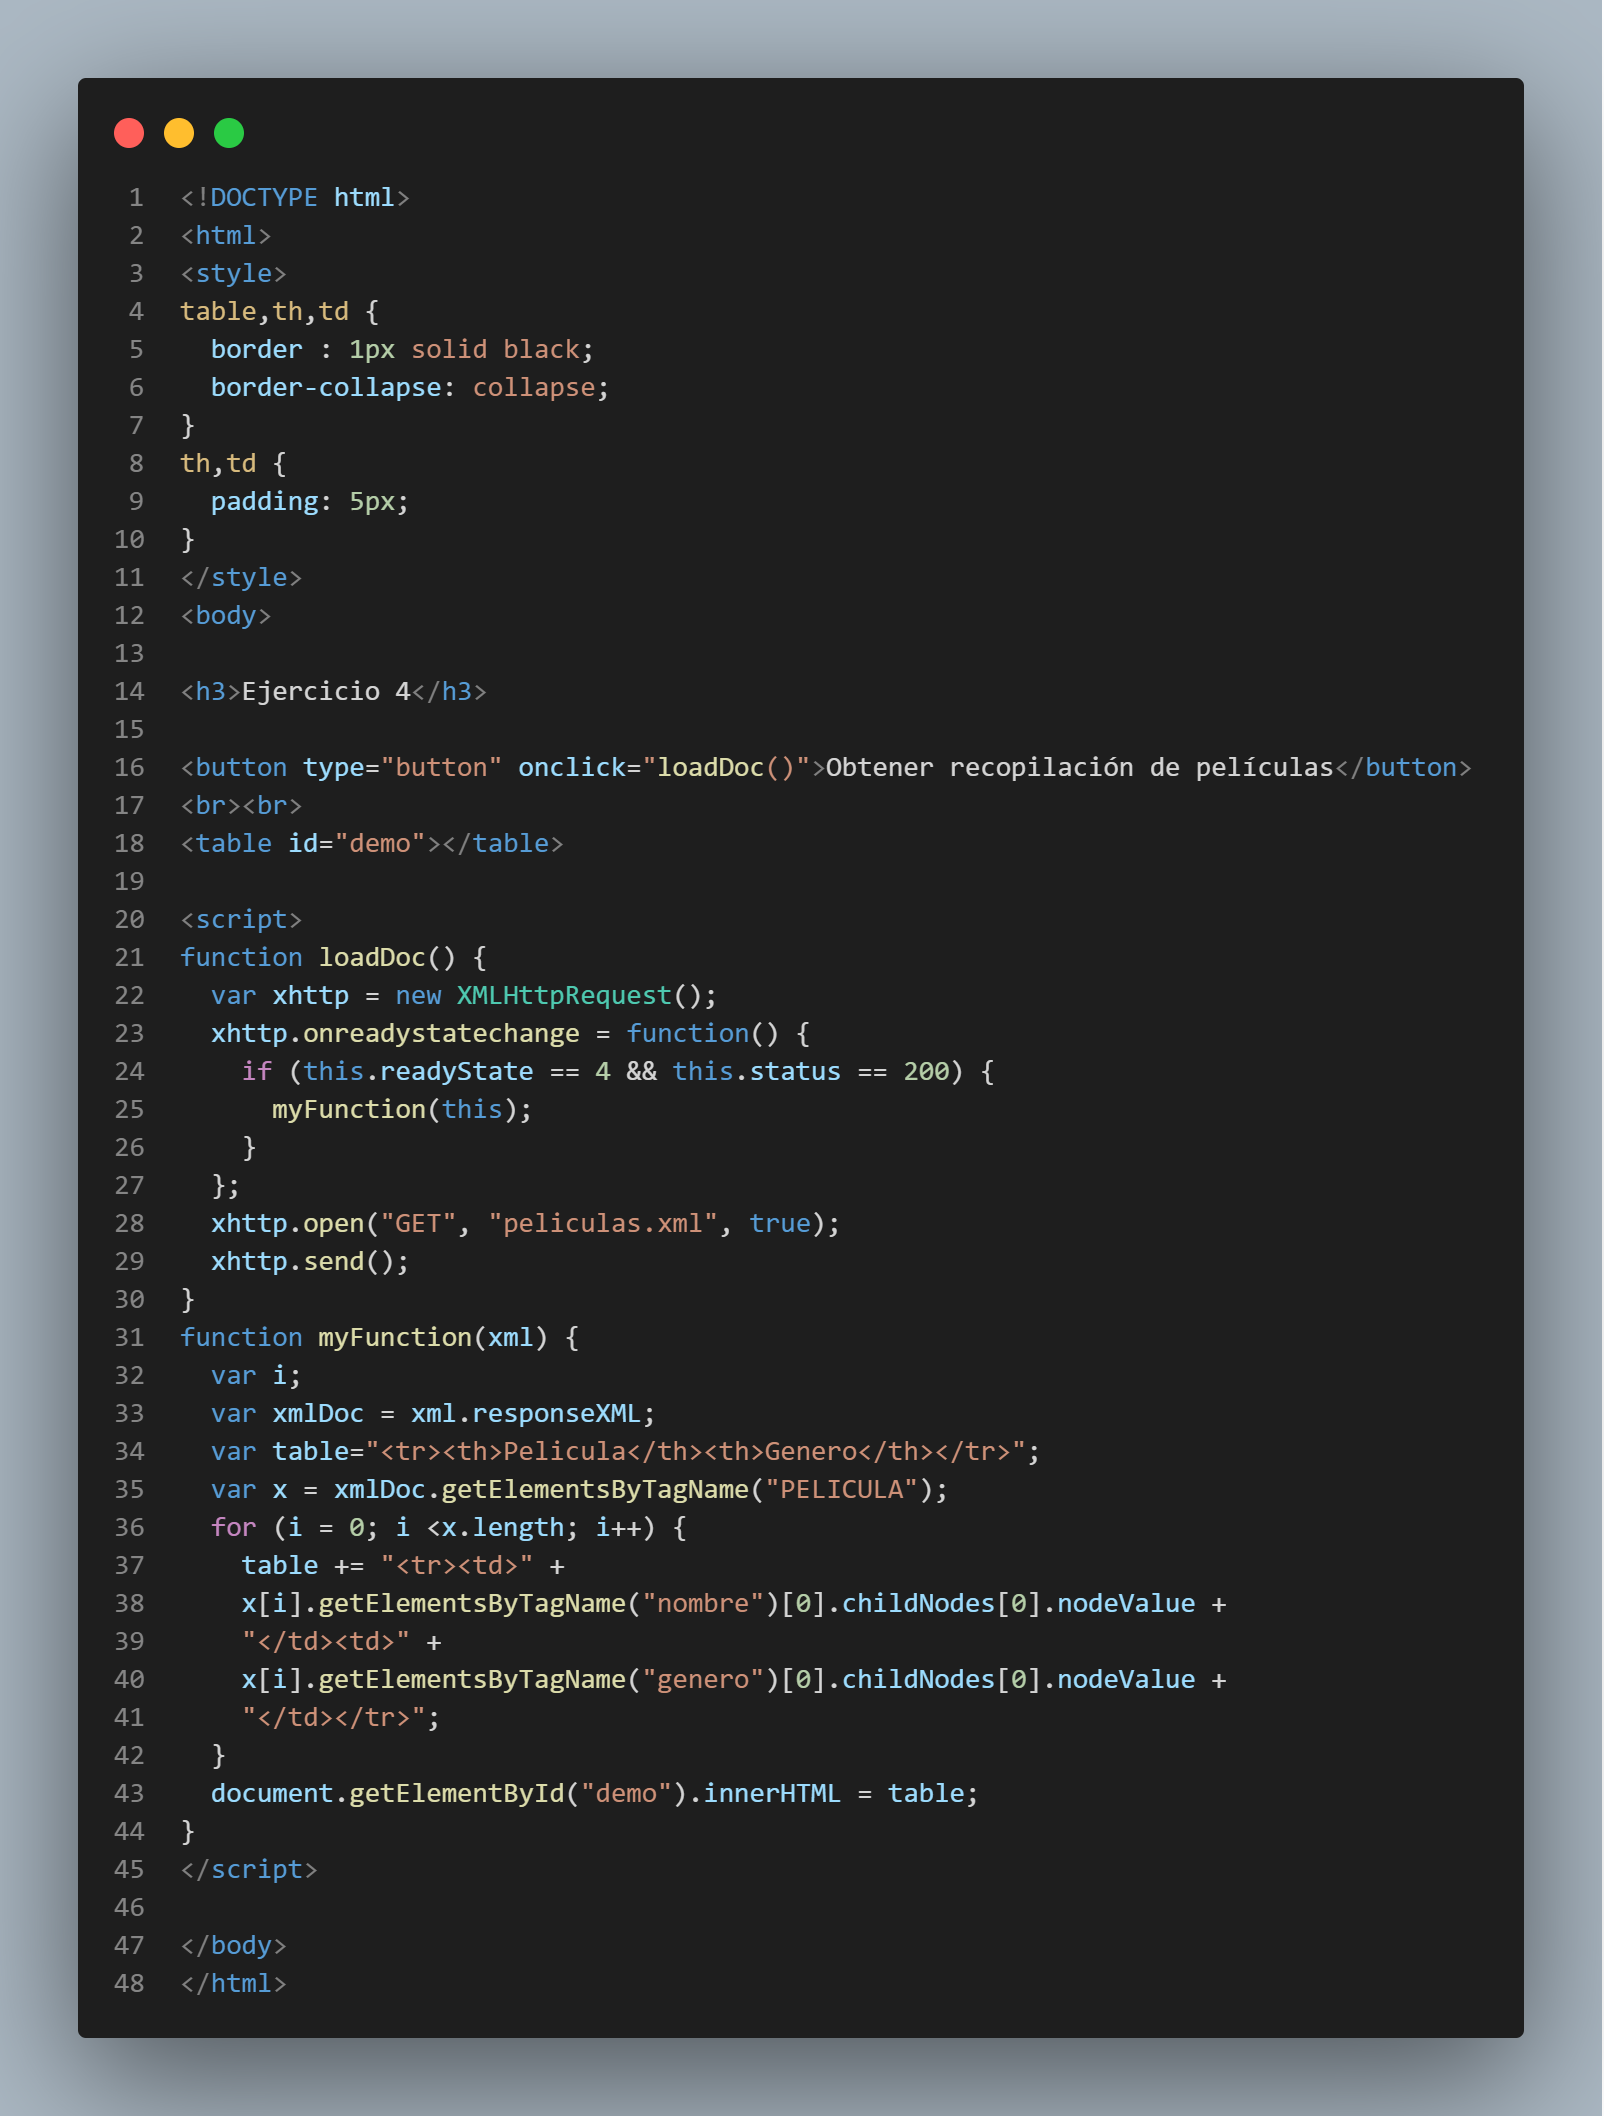 1 <!DOCTYPE html>
2 <html>
3 <style>
4 table,th,td {
5   border : 1px solid black;
6   border-collapse: collapse;
7 }
8 th,td {
9   padding: 5px;
10 }
11 </style>
12 <body>
13
14 <h3>Ejercicio 4</h3>
15
16 <button type="button" onclick="loadDoc()">Obtener recopilación de películas</button>
17 <br><br>
18 <table id="demo"></table>
19
20 <script>
21 function loadDoc() {
22   var xhttp = new XMLHttpRequest();
23   xhttp.onreadystatechange = function() {
24     if (this.readyState == 4 && this.status == 200) {
25       myFunction(this);
26     }
27   };
28   xhttp.open("GET", "peliculas.xml", true);
29   xhttp.send();
30 }
31 function myFunction(xml) {
32   var i;
33   var xmlDoc = xml.responseXML;
34   var table="<tr><th>Pelicula</th><th>Genero</th></tr>";
35   var x = xmlDoc.getElementsByTagName("PELICULA");
36   for (i = 0; i <x.length; i++) {
37     table += "<tr><td>" +
38     x[i].getElementsByTagName("nombre")[0].childNodes[0].nodeValue +
39     "</td><td>" +
40     x[i].getElementsByTagName("genero")[0].childNodes[0].nodeValue +
41     "</td></tr>";
42   }
43   document.getElementById("demo").innerHTML = table;
44 }
45 </script>
46
47 </body>
48 </html>